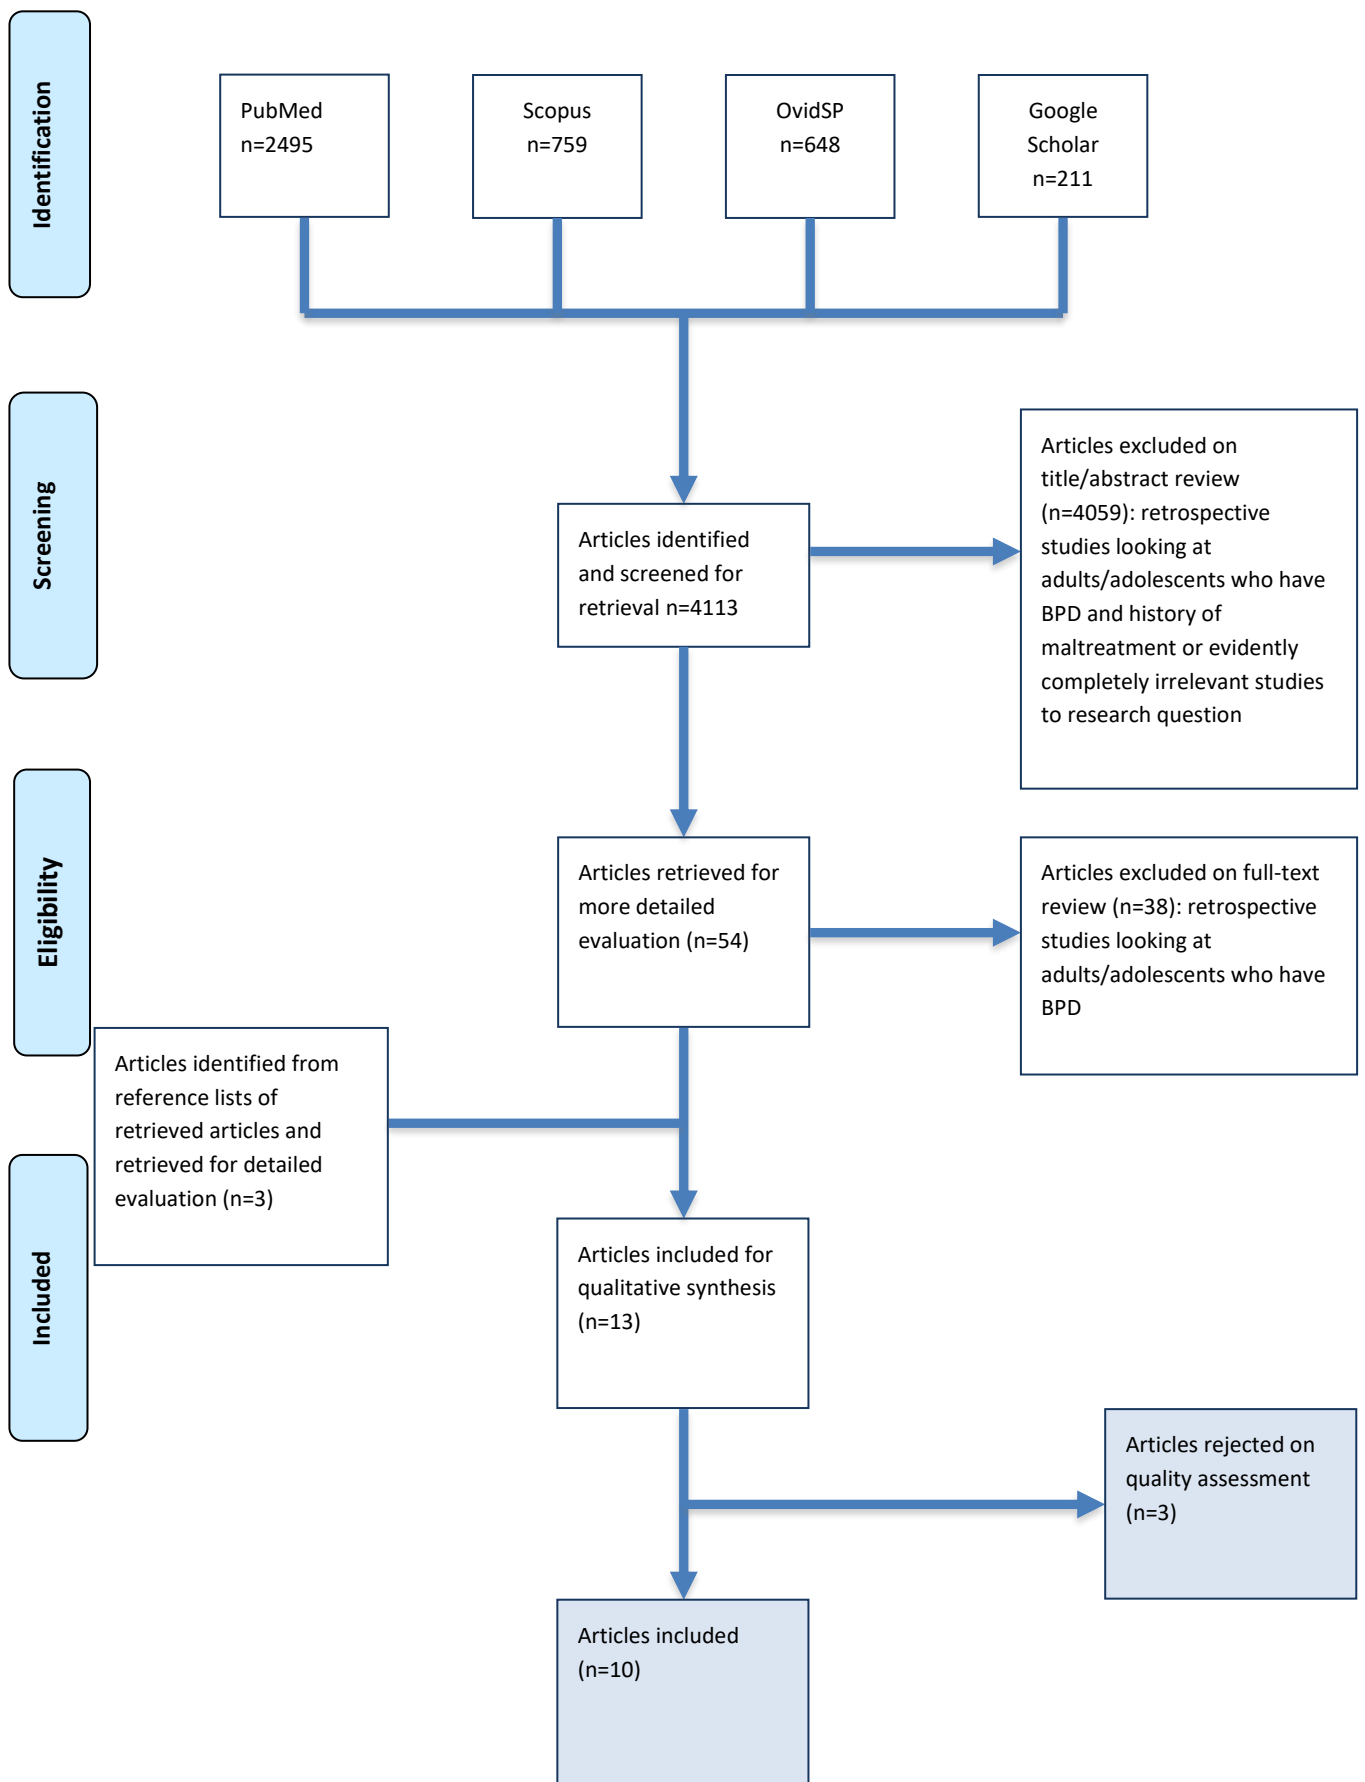 Identification
PubMed
n=2495
Scopus
n=759
OvidSP
n=648
Google
Scholar
n=211
Screening
Articles identified
and screened for
retrieval n=4113
Articles excluded on
title/abstract review
(n=4059): retrospective
studies looking at
adults/adolescents who have
BPD and history of
maltreatment or evidently
completely irrelevant studies
to research question
Eligibility
Articles retrieved for
more detailed
evaluation (n=54)
Articles excluded on full-text
review (n=38): retrospective
studies looking at
adults/adolescents who have
BPD
Articles identified from
reference lists of
retrieved articles and
retrieved for detailed
evaluation (n=3)
Included
Articles included for
qualitative synthesis
(n=13)
Articles rejected on
quality assessment
(n=3)
Articles included
(n=10)